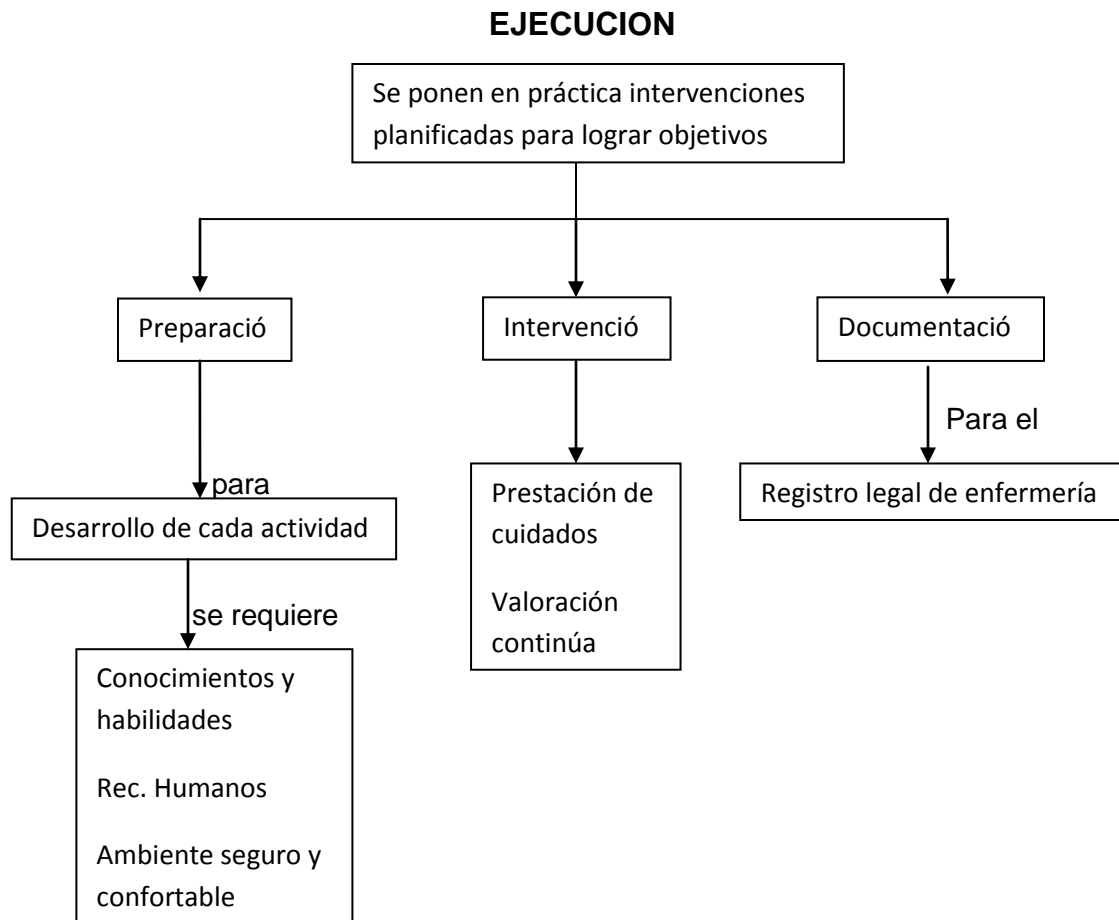 EJECUCION
Se ponen en práctica intervenciones
planificadas para lograr objetivos
Preparació
Intervenció
Documentació
Para el
para
Prestación de
cuidados
Valoración
continúa
Registro legal de enfermería
Desarrollo de cada actividad
se requiere
Conocimientos y
habilidades
Rec. Humanos
Ambiente seguro y
confortable